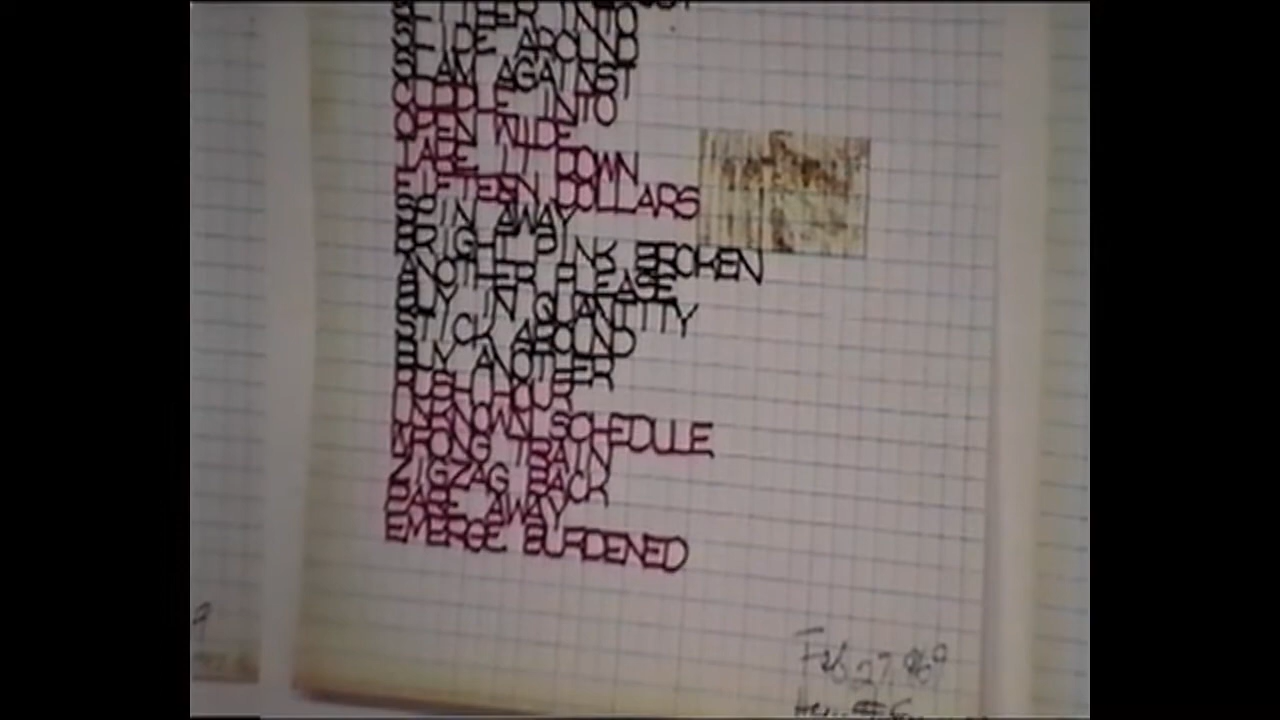 INTO
SLIDE AROUND
SLAM AGAINST
CUDDLE INTO
OPEN WIDE
TAPE IT DOWN
FIFTEEN DOLLARS
SPIN AWAY
BRIGHT PINK BROKEN
ANOTHER PLEASE
BUY IN QUANTITY
STICK AROUND
BUY ANOTHER
RUSH HOUR
UNKNOWN SCHEDULE
WRONG TRAIN
ZIGZAG BACK
AWAY
EMERGE BURDENED
Feb. 27, 1969